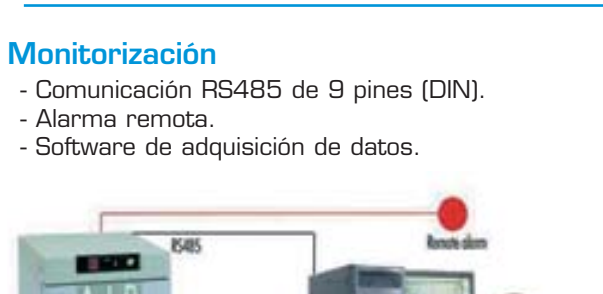 Monitorización
- Comunicación RS485 de 9 pines (DIN).
- Alarma remota.
- Software de adquisición de datos.
RS485
Remote alarm